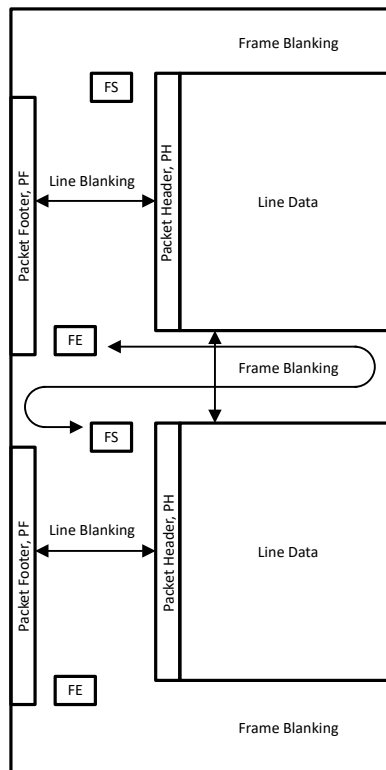 Frame Blanking
FS
Packet Footer, PF
Line Blanking
Packet Header, PH
Line Data
FE
Frame Blanking
FS
Packet Footer, PF
Line Blanking
Packet Header, PH
Line Data
FE
Frame Blanking